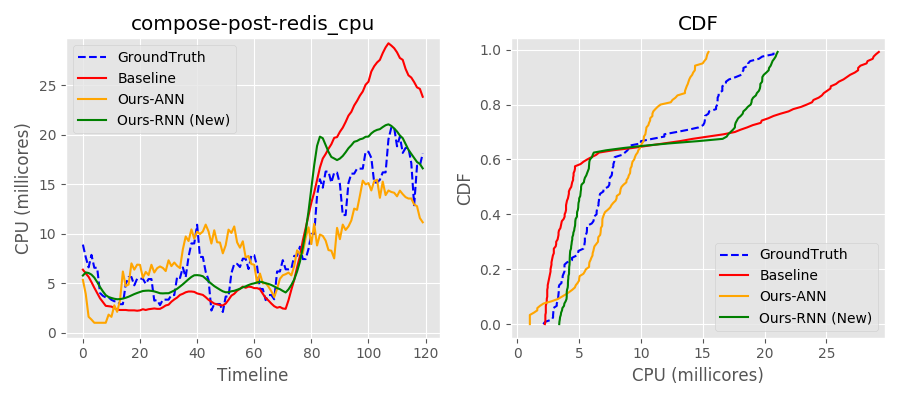 compose-post-redis_cpu
CPU (millicores)
25
20
15
10
5
0
GroundTruth
Baseline
Ours-ANN
Ours-RNN (New)
0 20 40 60 80 100 120
Timeline
CDF
CDF
1.0
0.8
0.6
0.4
0.2
0.0
GroundTruth
Baseline
Ours-ANN
Ours-RNN (New)
0 5 10 15 20 25
CPU (millicores)